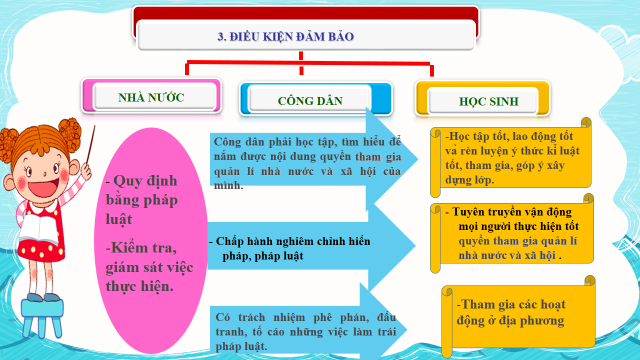 3. ĐIỀU KIỆN ĐẢM BẢO
NHÀ NƯỚC
CÔNG DÂN
HỌC SINH
- Quy định
bằng pháp
luật
-Kiểm tra,
giám sát việc
thực hiện.
Công dân phải học tập, tìm hiểu để
nắm được nội dung quyền tham gia
quản lí nhà nước và xã hội của
mình.
- Chấp hành nghiêm chỉnh hiến
pháp, pháp luật
Có trách nhiệm phê phán, đấu
tranh, tố cáo những việc làm trái
pháp luật.
-Học tập tốt, lao động tốt
và rèn luyện ý thức kỉ luật
tốt, tham gia, góp ý xây
dựng lớp.
- Tuyên truyền vận động
mọi người thực hiện tốt
quyền tham gia quản lí
nhà nước và xã hội .
-Tham gia các hoạt
động ở địa phương